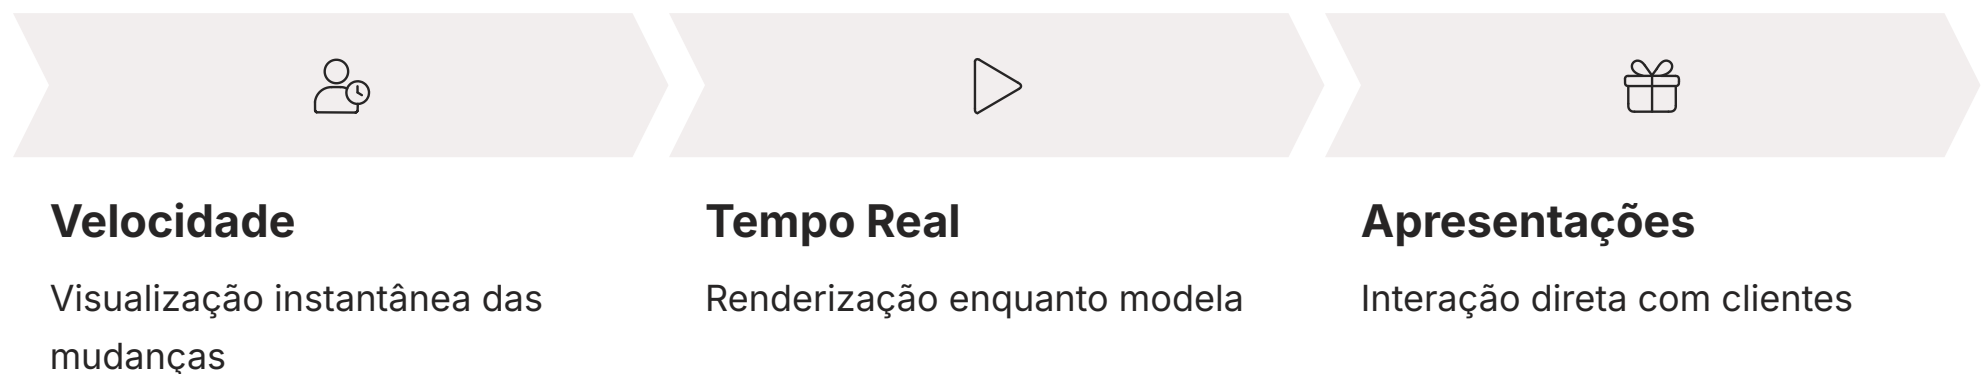 Velocidade
Visualização instantânea das
mudanças
Tempo Real
Renderização enquanto modela
Apresentações
Interação direta com clientes